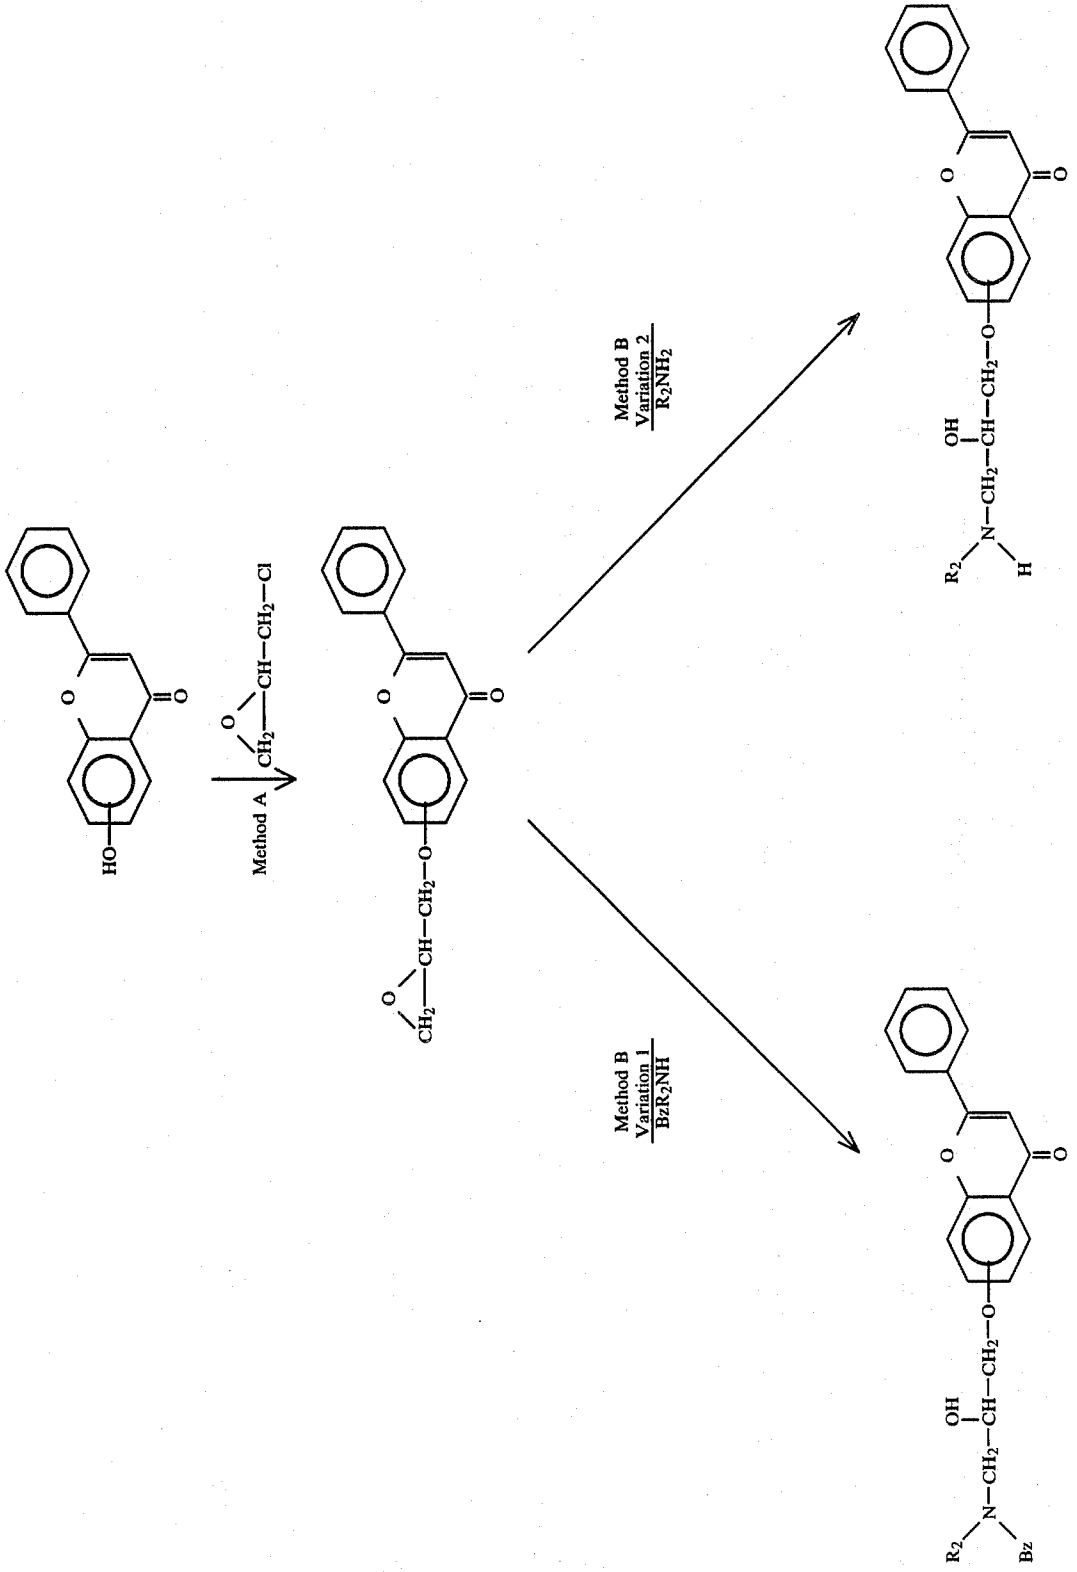 HO
O
O
Method A
O
CH2—CH—CH2—Cl
O
CH2—CH—CH2—O
O
O
Method B
Variation 1
BzR2NH
Method B
Variation 2
R2NH2
R2
OH
N—CH2—CH—CH2—O
Bz
O
O
R2
OH
N—CH2—CH—CH2—O
H
O
O